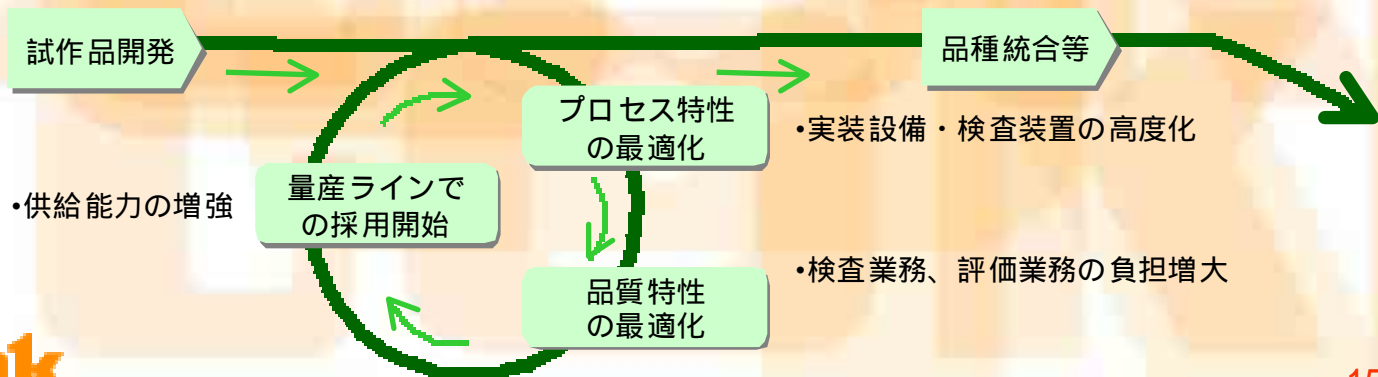 試作品開発
品種統合等
プロセス特性
の最適化
•実装設備・検査装置の高度化
量産ラインで
の採用開始
•供給能力の増強
品質特性
の最適化
•検査業務、評価業務の負担増大